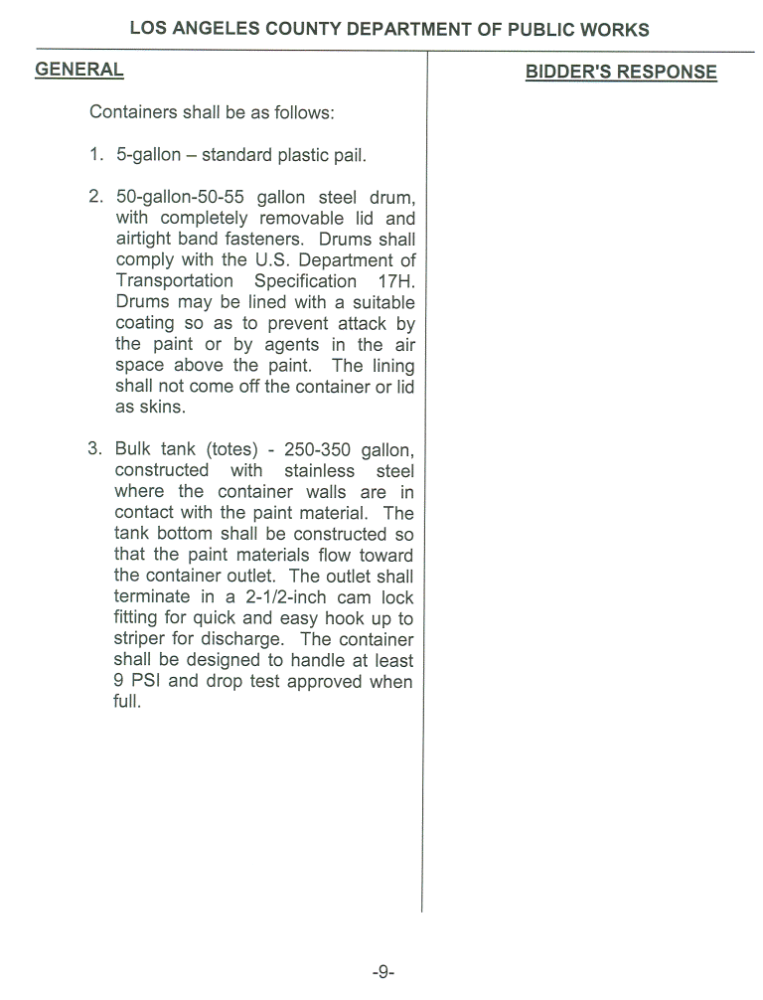 LOS ANGELES COUNTY DEPARTMENT OF PUBLIC WORKS
GENERAL
BIDDER'S RESPONSE
Containers shall be as follows:
1. 5-gallon – standard plastic pail.
2. 50-gallon-50-55 gallon steel drum,
with completely removable lid and
airtight band fasteners. Drums shall
comply with the U.S. Department of
Transportation Specification 17H.
Drums may be lined with a suitable
coating so as to prevent attack by
the paint or by agents in the air
space above the paint. The lining
shall not come off the container or lid
as skins.
3. Bulk tank (totes) - 250-350 gallon,
constructed with stainless steel
where the container walls are in
contact with the paint material. The
tank bottom shall be constructed so
that the paint materials flow toward
the container outlet. The outlet shall
terminate in a 2-1/2-inch cam lock
fitting for quick and easy hook up to
striper for discharge. The container
shall be designed to handle at least
9 PSI and drop test approved when
full.
-9-